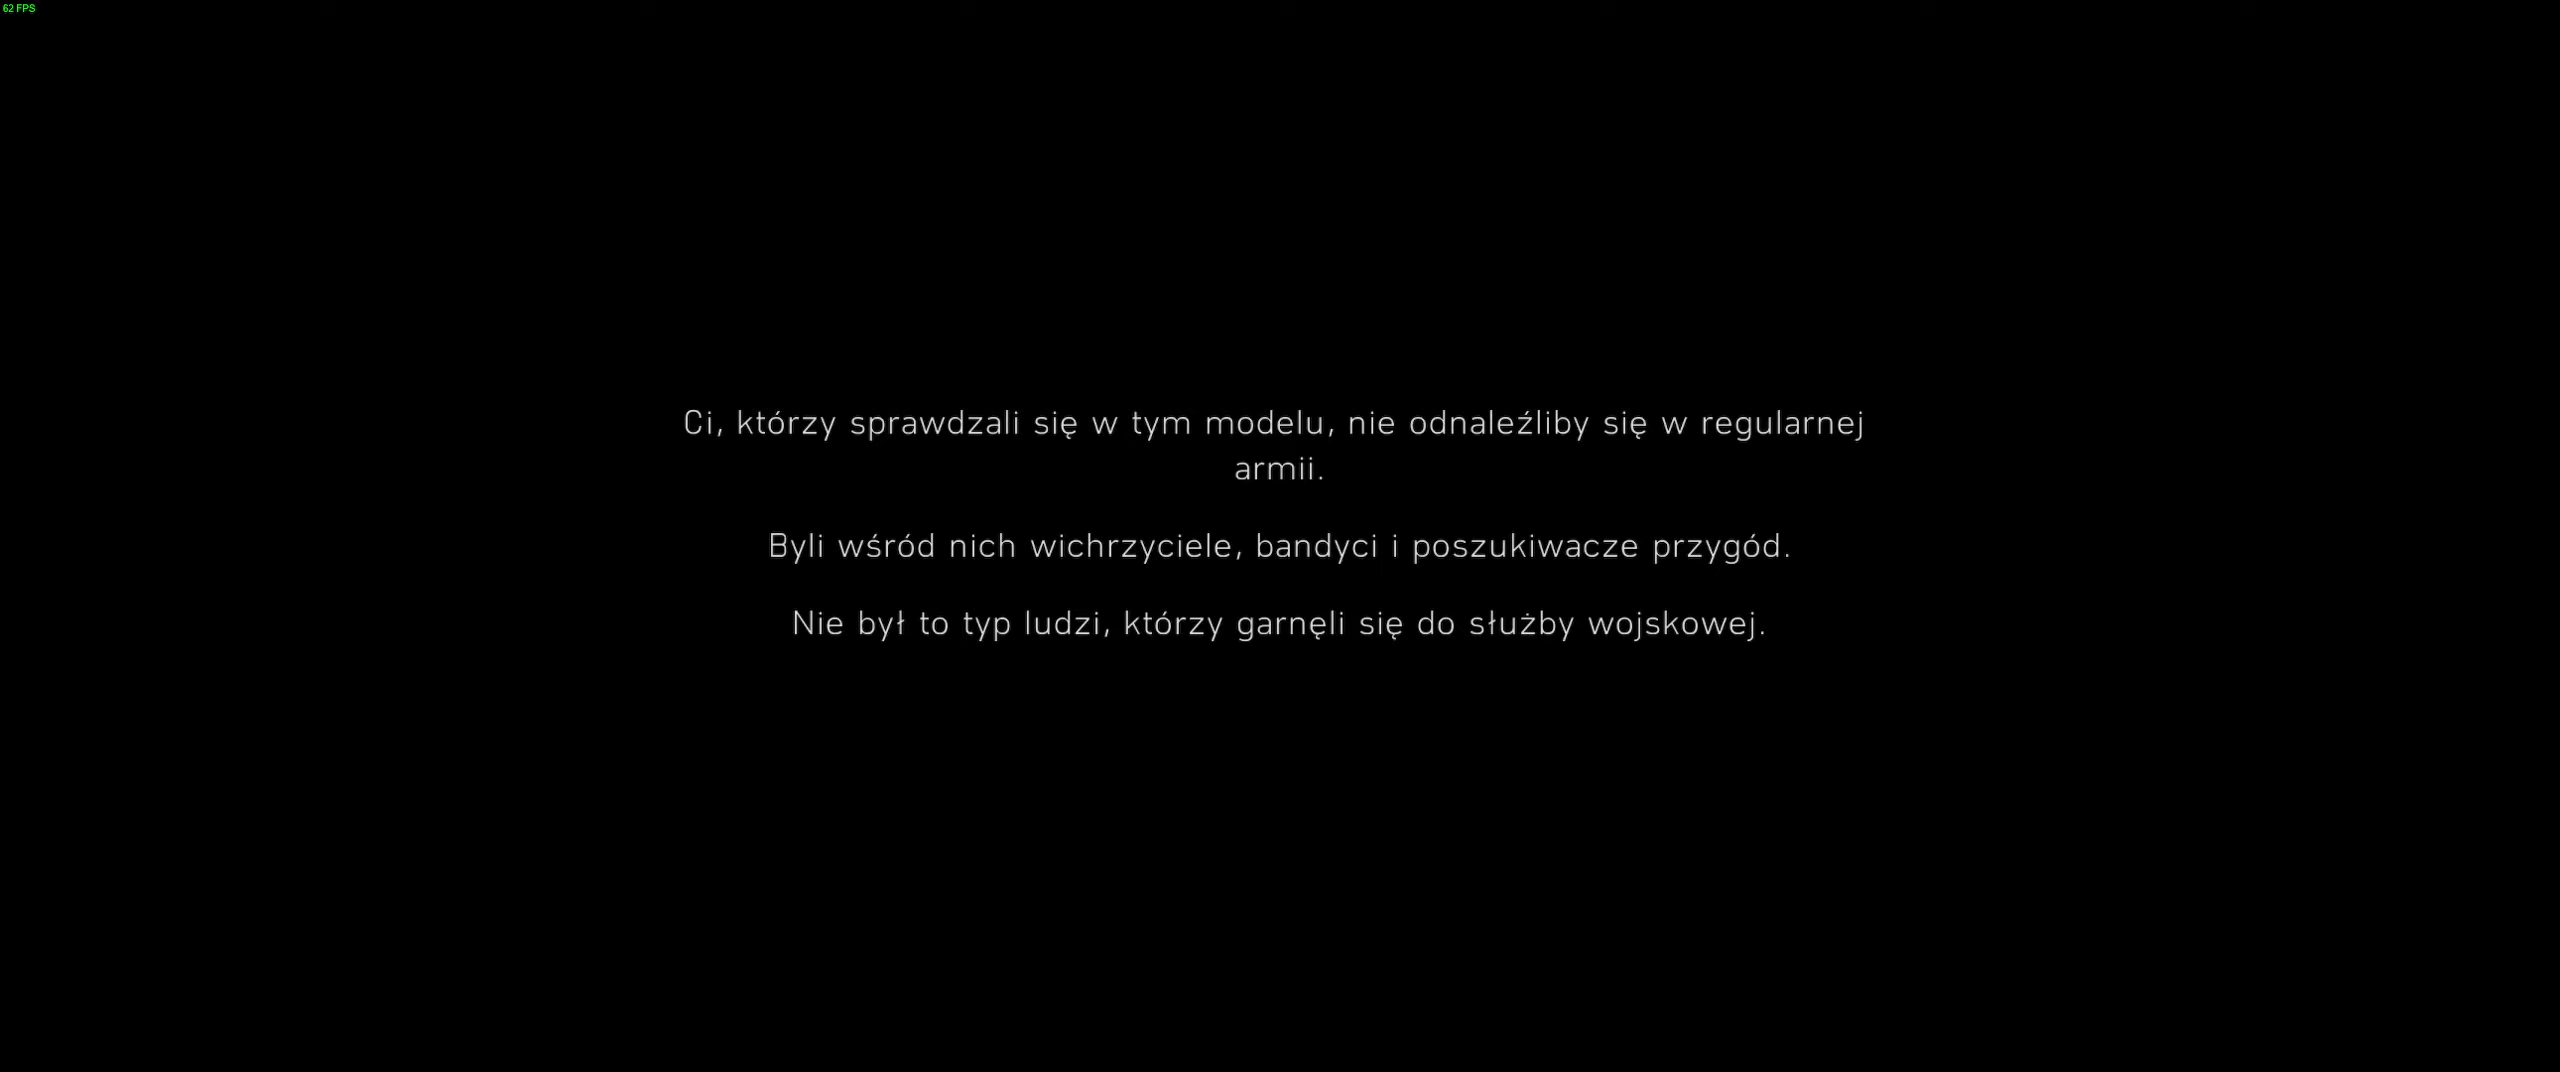 62 FPS
Ci, którzy sprawdzali się w tym modelu, nie odnaleźliby się w regularnej
armii.
Byli wśród nich wichrzyciele, bandyci i poszukiwacze przygód.
Nie był to typ ludzi, którzy garnęli się do służby wojskowej.